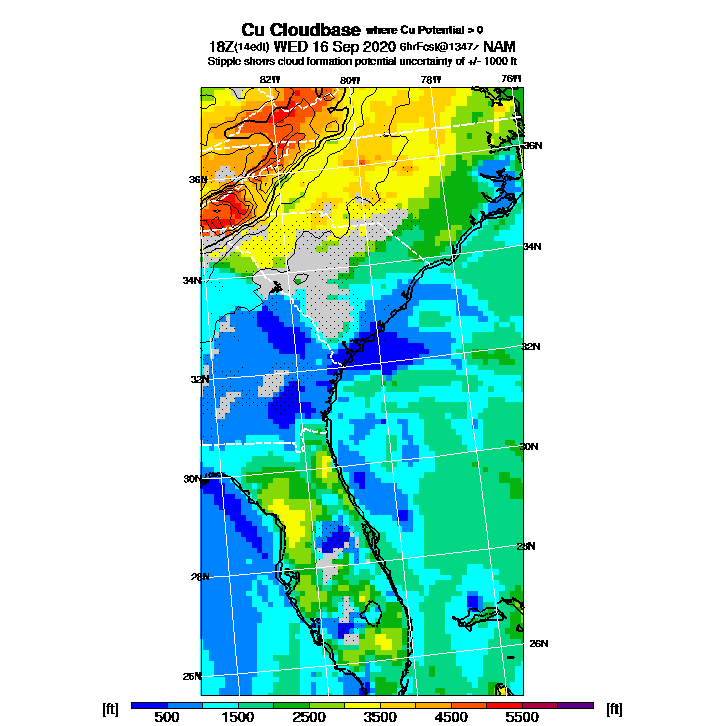 Cu Cloudbase where Cu Potential > 0
18Z(14edt) WED 16 Sep 2020 6hrFcst@1347z NAM
Stipple shows cloud formation potential uncertainty of +/- 1000 ft
82W 80W 78W 76W
36N
36N
34N
34N
32N
32N
30N
30N
28N
28N
26N
26N
[ft] 500 1500 2500 3500 4500 5500 [ft]